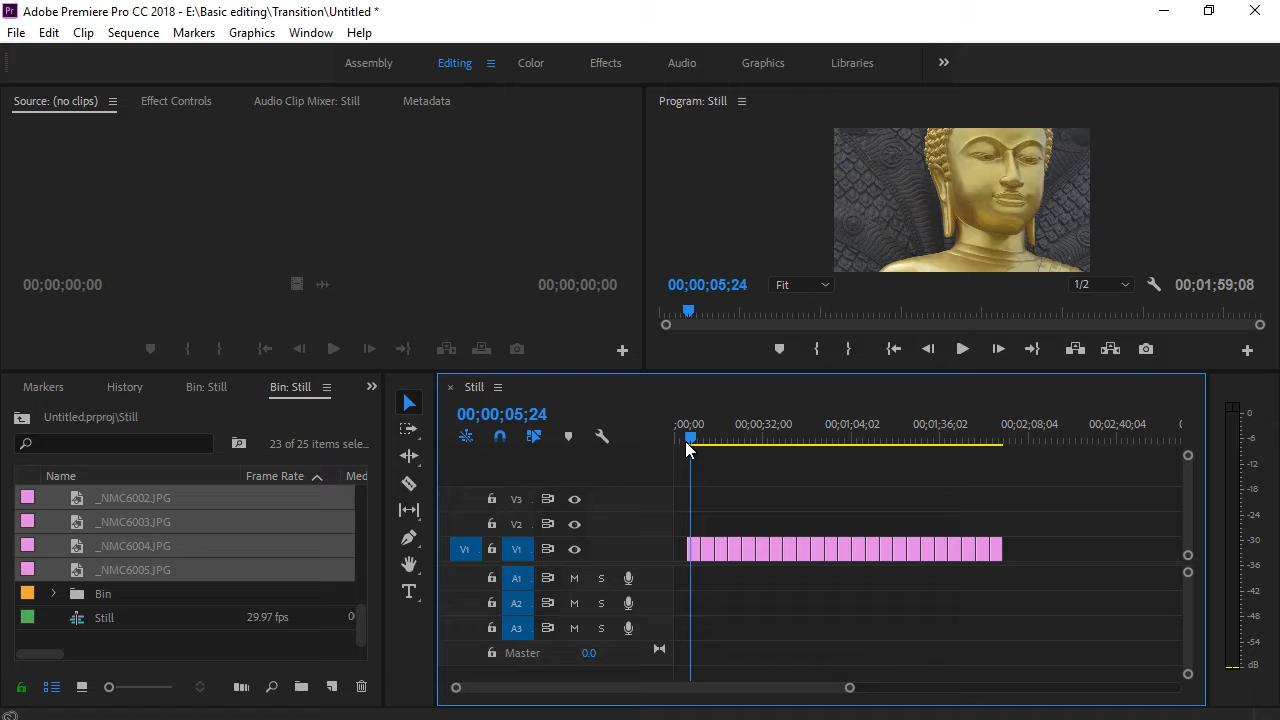 Pr Adobe Premiere Pro CC 2018 - E:\Basic editing\Transition\Untitled *
File Edit Clip Sequence Markers Graphics Window Help
Assembly Editing Color Effects Audio Graphics Libraries
Source: (no clips) Effect Controls Audio Clip Mixer: Still Metadata
Program: Still
00;00;00;00 00;00;00;00
00;00;05;24 Fit 1/2 00;01;59;08
Markers History Bin: Still Bin: Still
Untitled.prproj\Still
23 of 25 items sele...
Name Frame Rate Med
_NMC6002.JPG
_NMC6003.JPG
_NMC6004.JPG
_NMC6005.JPG
Bin
Still 29.97 fps 0
Still
00;00;05;24
;00;00 00;00;32;00 00;01;04;02 00;01;36;02 00;02;08;04 00;02;40;04
V3
V2
V1 V1
A1 M S
A2 M S
A3 M S
Master 0.0
0
-6
-12
-18
-24
-30
-36
-42
-48
-54
dB